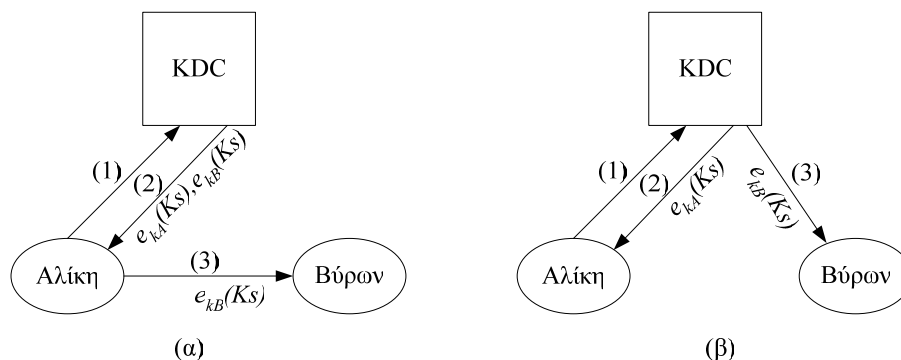 KDC
(1)
(2)
e_kA(Ks),e_kB(Ks)
Αλίκη
(3)
e_kB(Ks)
Βύρων
(α)
KDC
(1)
(2)
e_kA(Ks)
(3)
e_kB(Ks)
Αλίκη
Βύρων
(β)